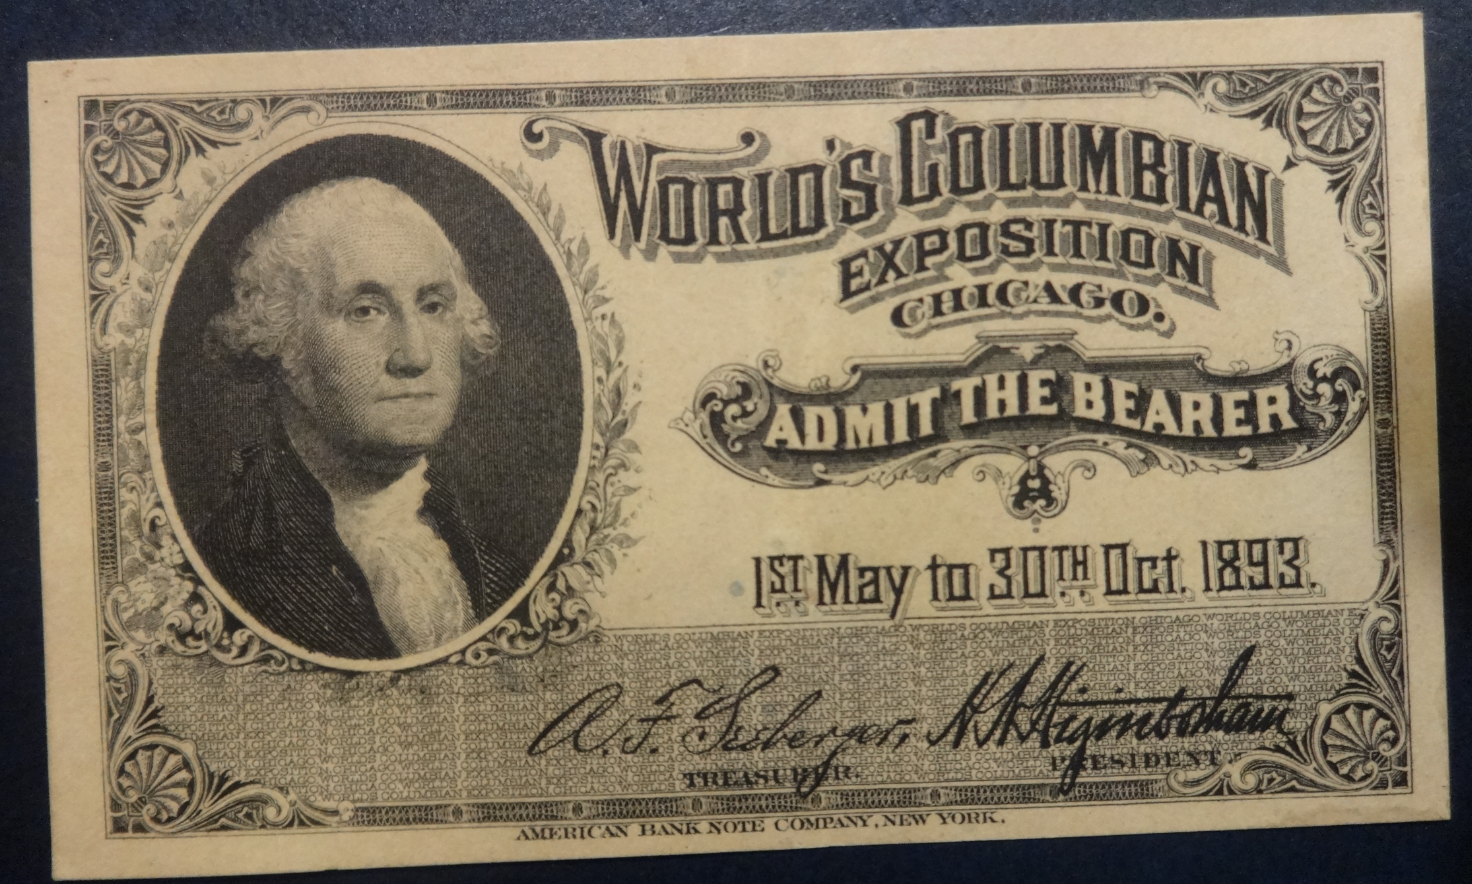 WORLD'S COLUMBIAN
EXPOSITION
CHICAGO.
ADMIT THE BEARER
1ST. May to 30TH. Oct. 1893.
A. F. Seeberger,
TREASURER.
H. N. Higinbotham
PRESIDENT
AMERICAN BANK NOTE COMPANY, NEW YORK.